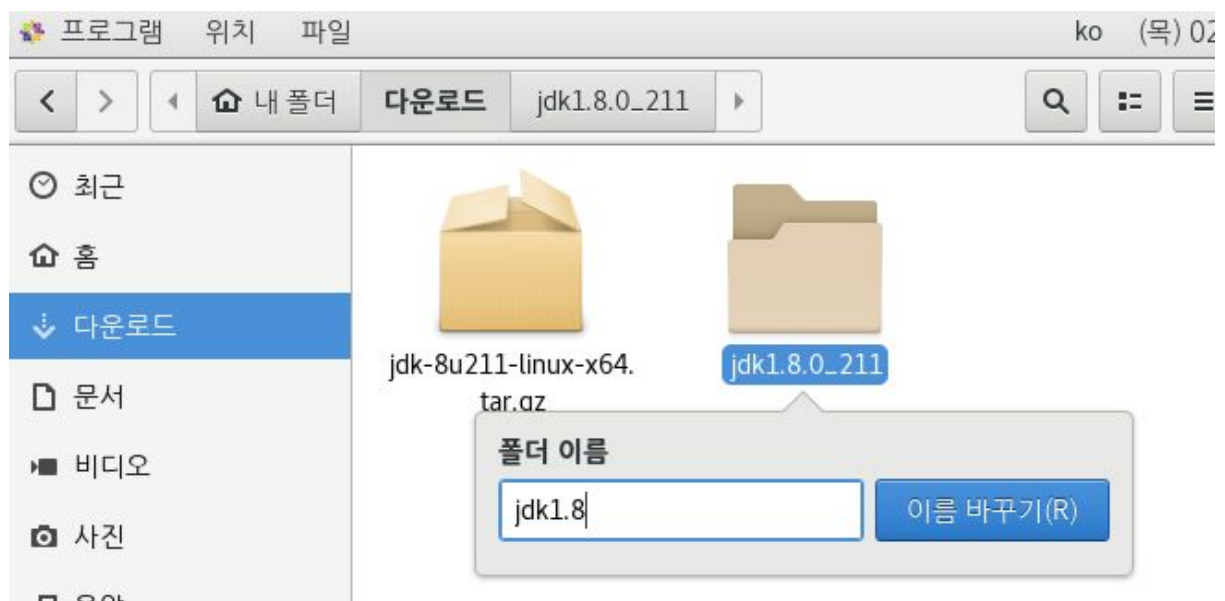 프로그램 위치 파일 ko (목) 02
내 폴더 다운로드 jdk1.8.0_211
최근
홈
다운로드
문서
비디오
사진
jdk-8u211-linux-x64.
tar.gz
jdk1.8.0_211
폴더 이름
jdk1.8
이름 바꾸기(R)